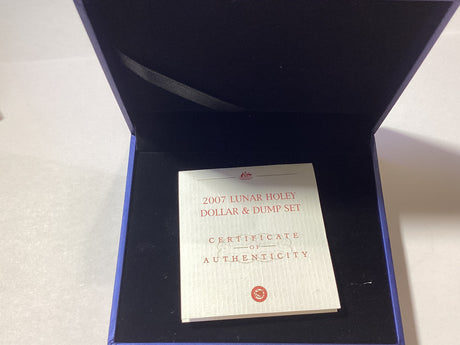 2007 LUNAR HOLEY
DOLLAR & DUMP SET
CERTIFICATE
OF
AUTHENTICITY